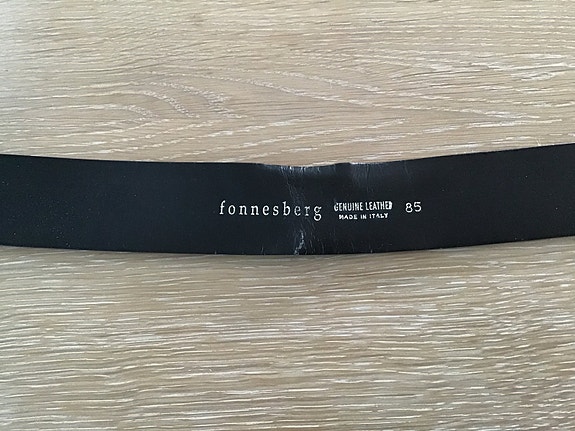 fonnesberg GENUINE LEATHER 85
MADE IN ITALY